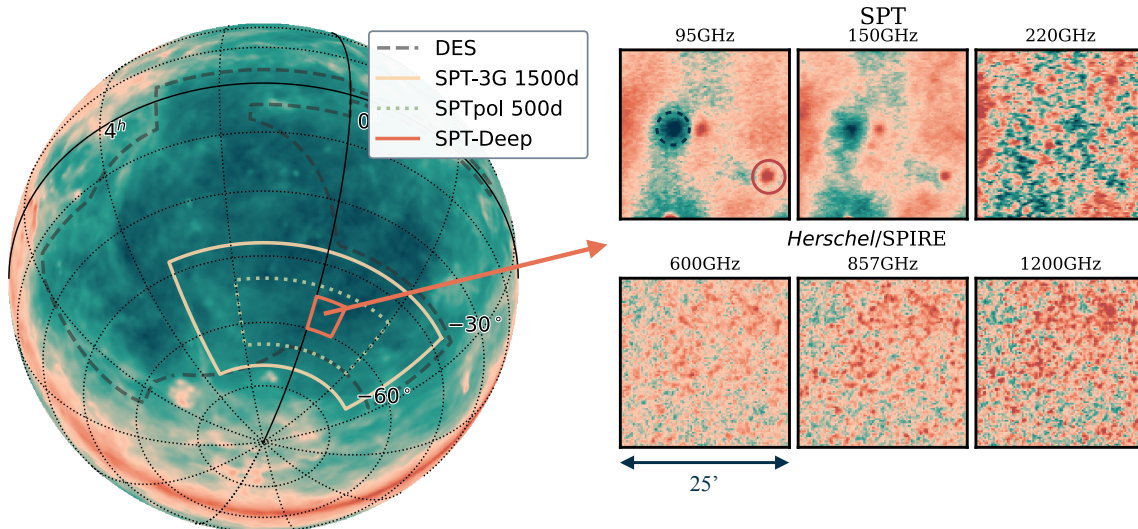 DES
SPT-3G 1500d
SPTpol 500d
SPT-Deep
4h
0
−30°
−60°
SPT
95GHz
150GHz
220GHz
Herschel/SPIRE
600GHz
857GHz
1200GHz
25’